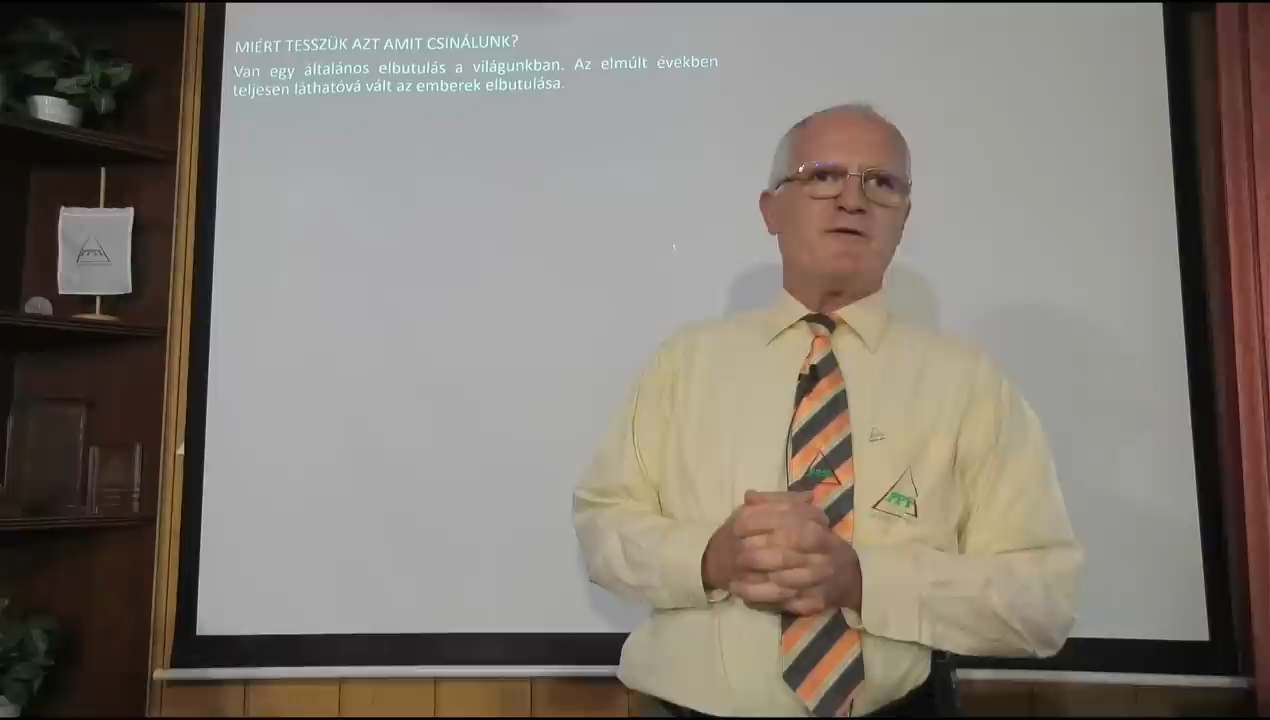 MIÉRT TESSZÜK AZT AMIT CSINÁLUNK?
Van egy általános elbutulás a világunkban. Az elmúlt években
teljesen láthatóvá vált az emberek elbutulása.